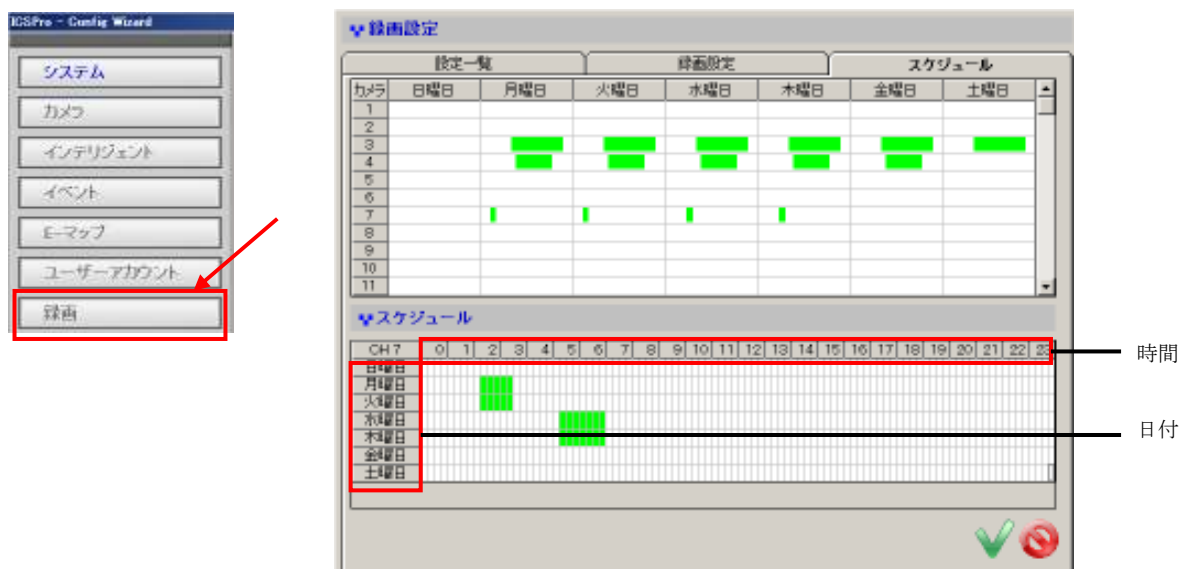 ICSPro - Config Wizard
システム
カメラ
インテリジェント
イベント
E-マップ
ユーザーアカウント
録画
録画設定
設定一覧 録画設定 スケジュール
カメラ 日曜日 月曜日 火曜日 水曜日 木曜日 金曜日 土曜日
1
2
3
4
5
6
7
8
9
10
11
スケジュール
CH 7 0 1 2 3 4 5 6 7 8 9 10 11 12 13 14 15 16 17 18 19 20 21 22 23
時間
日曜日
月曜日
火曜日
水曜日
木曜日
日付
金曜日
土曜日